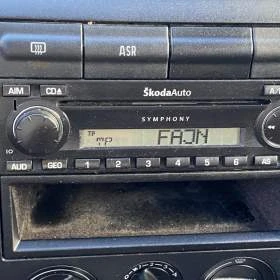 ASR
AIM CD ŠkodaAuto
SYMPHONY
TP FAJN
AUD GEO 1 2 3 4 5 6 AS